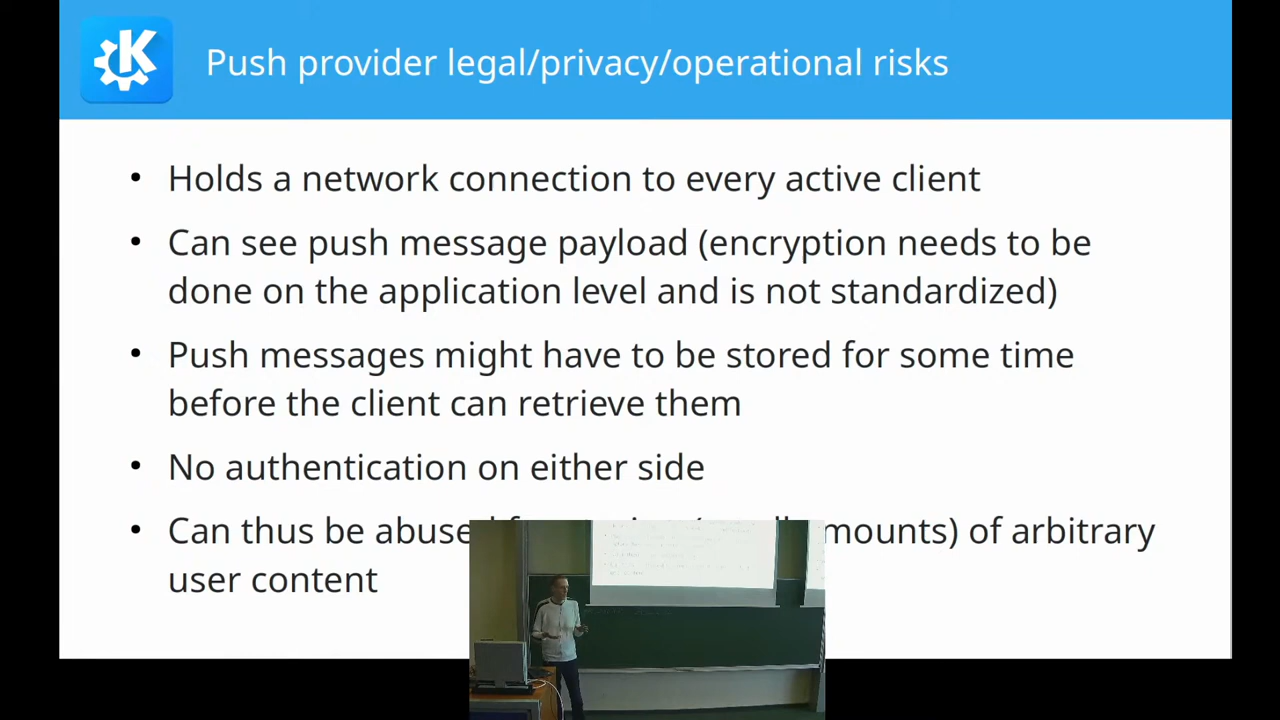 Push provider legal/privacy/operational risks
• Holds a network connection to every active client
• Can see push message payload (encryption needs to be
done on the application level and is not standardized)
• Push messages might have to be stored for some time
before the client can retrieve them
• No authentication on either side
• Can thus be of arbitrary
user content